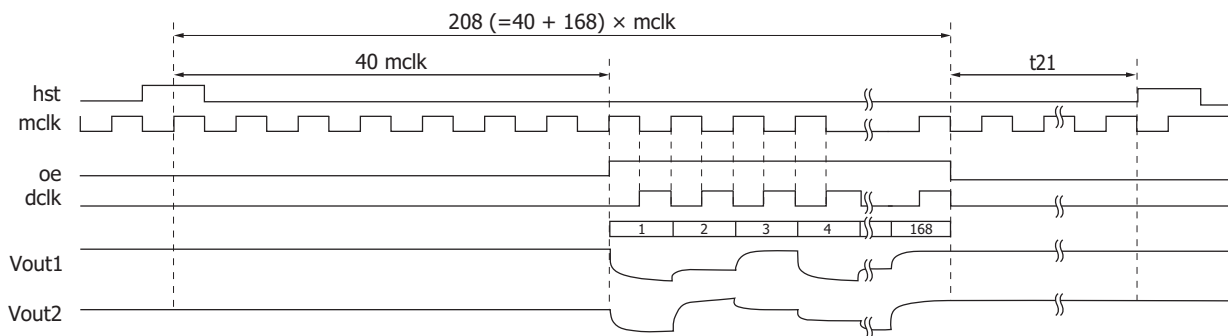 208 (=40 + 168) × mclk
40 mclk
t21
hst
mclk
oe
dclk
1 2 3 4 168
Vout1
Vout2